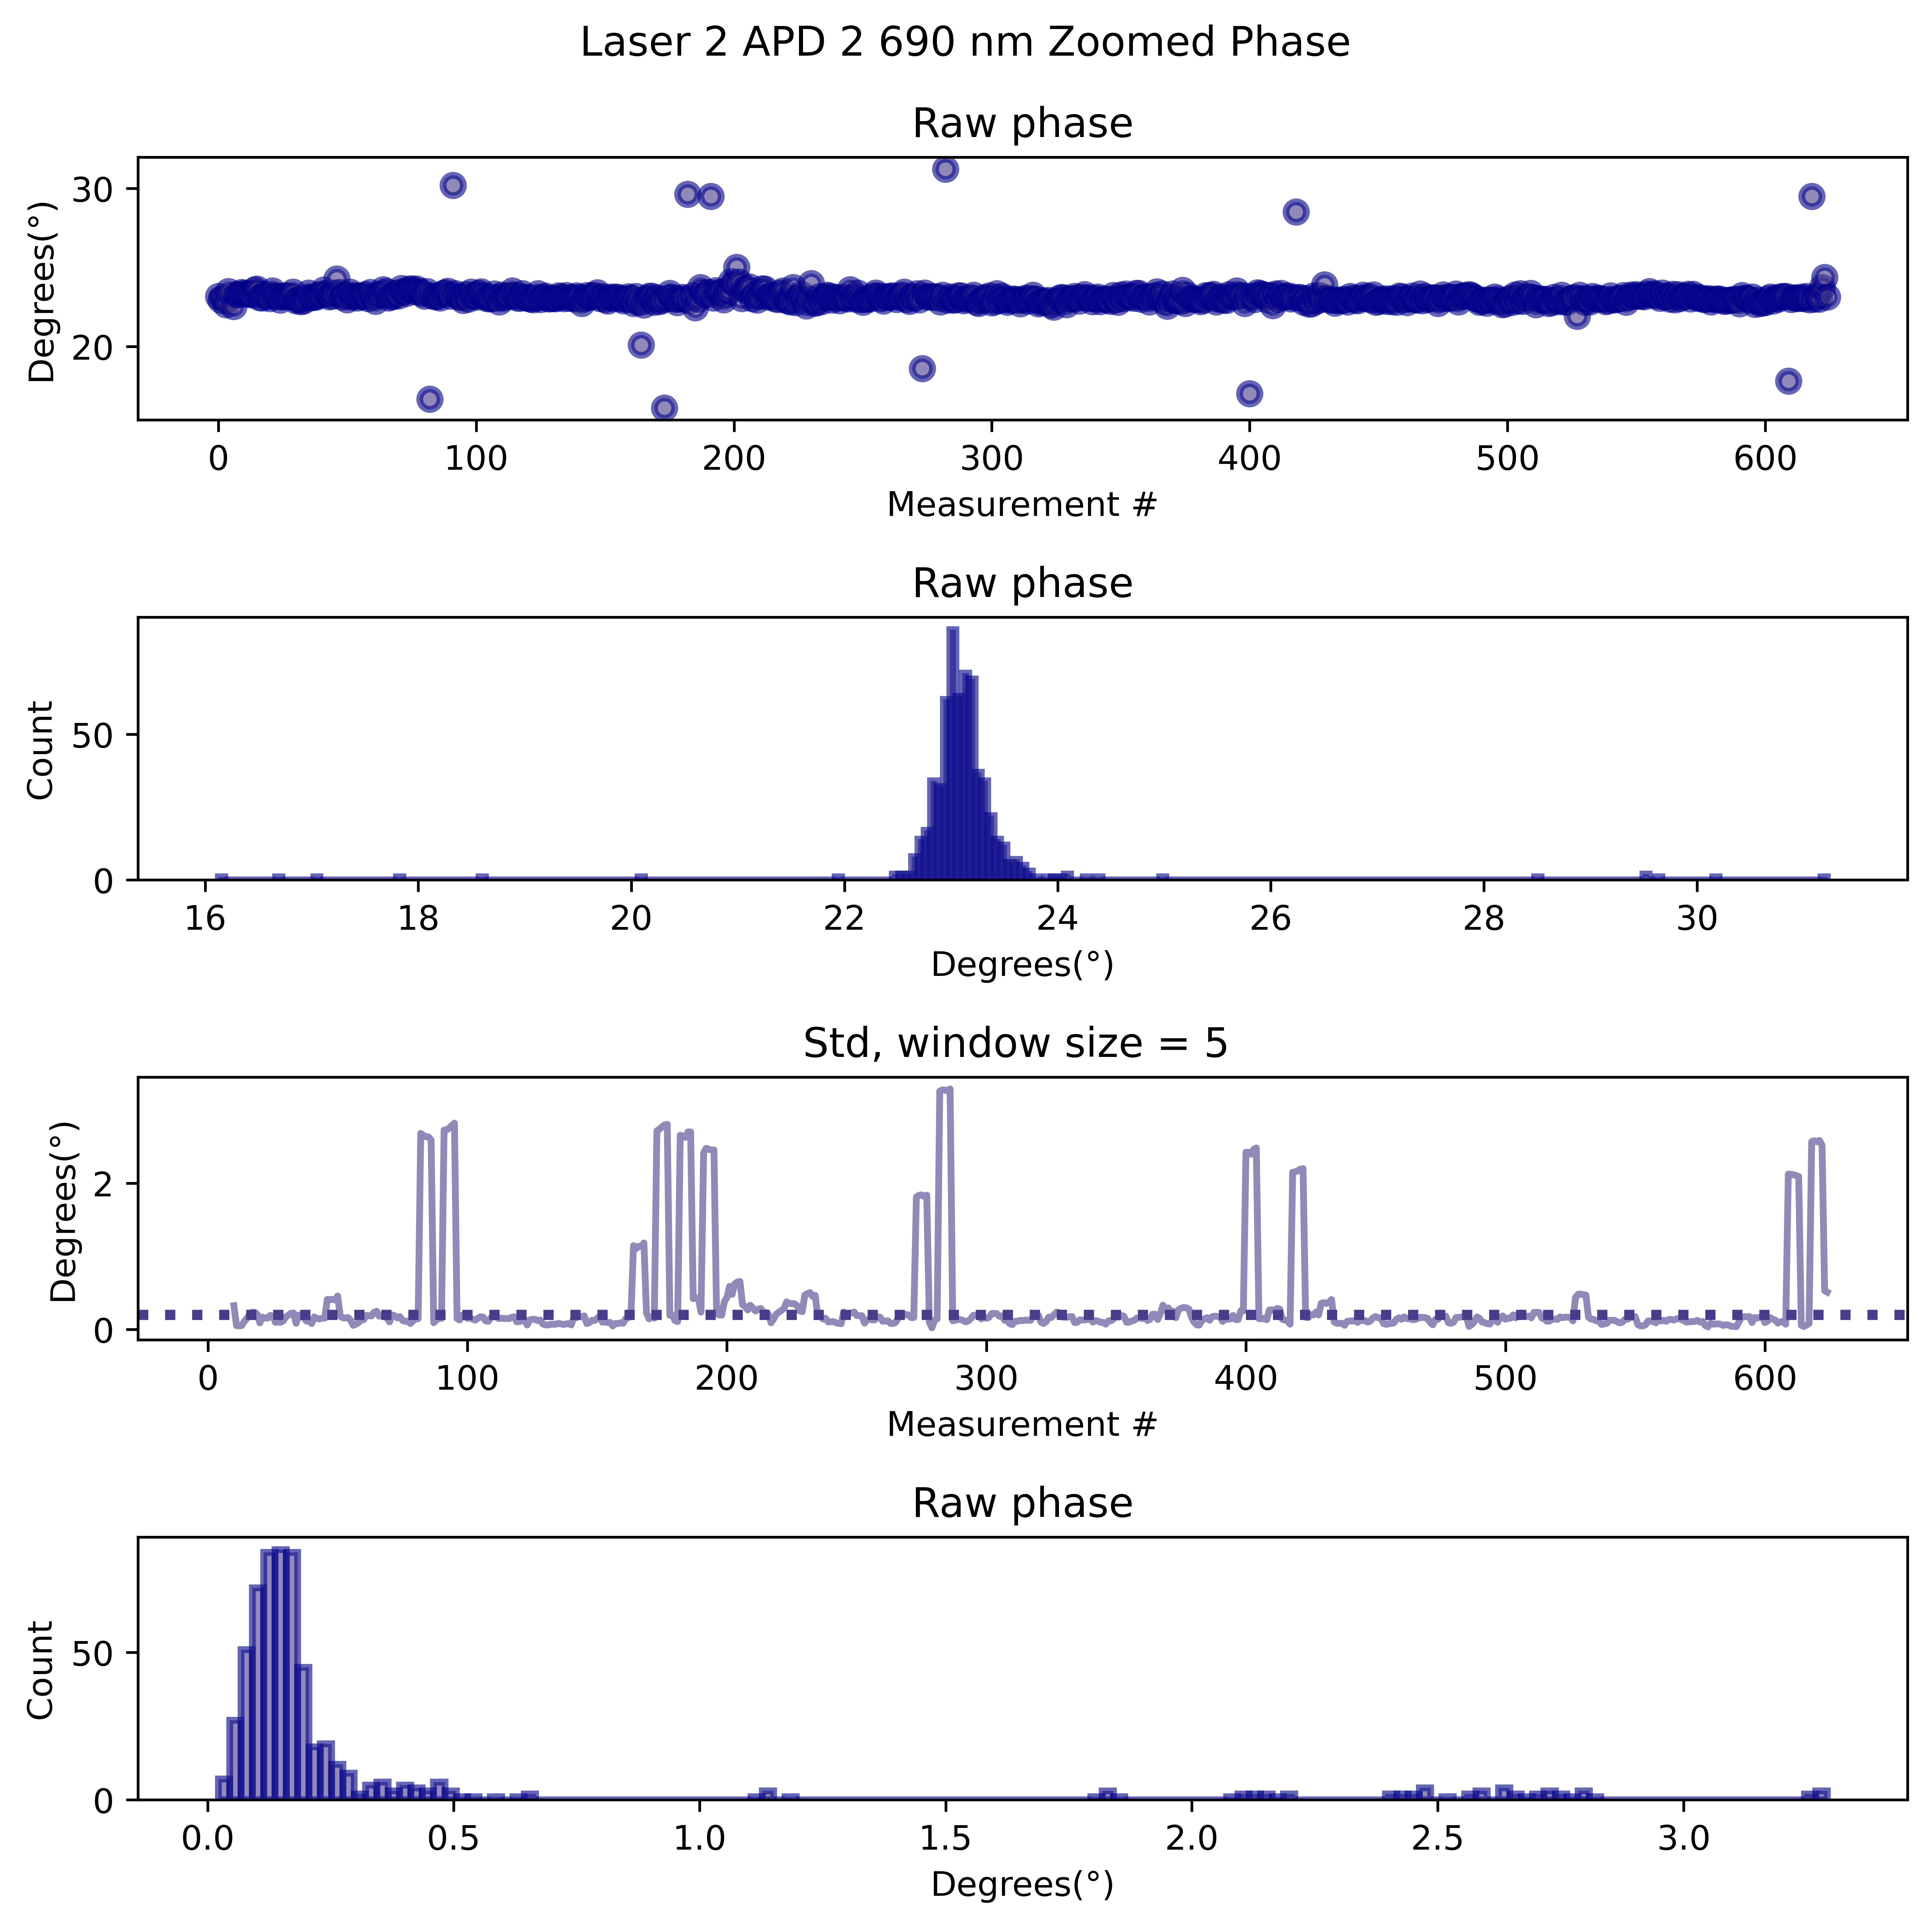 Laser 2 APD 2 690 nm Zoomed Phase
Raw phase
Degrees(°)
30
20
0 100 200 300 400 500 600
Measurement #
Raw phase
Count
50
0
16 18 20 22 24 26 28 30
Degrees(°)
Std, window size = 5
Degrees(°)
2
0
0 100 200 300 400 500 600
Measurement #
Raw phase
Count
50
0
0.0 0.5 1.0 1.5 2.0 2.5 3.0
Degrees(°)